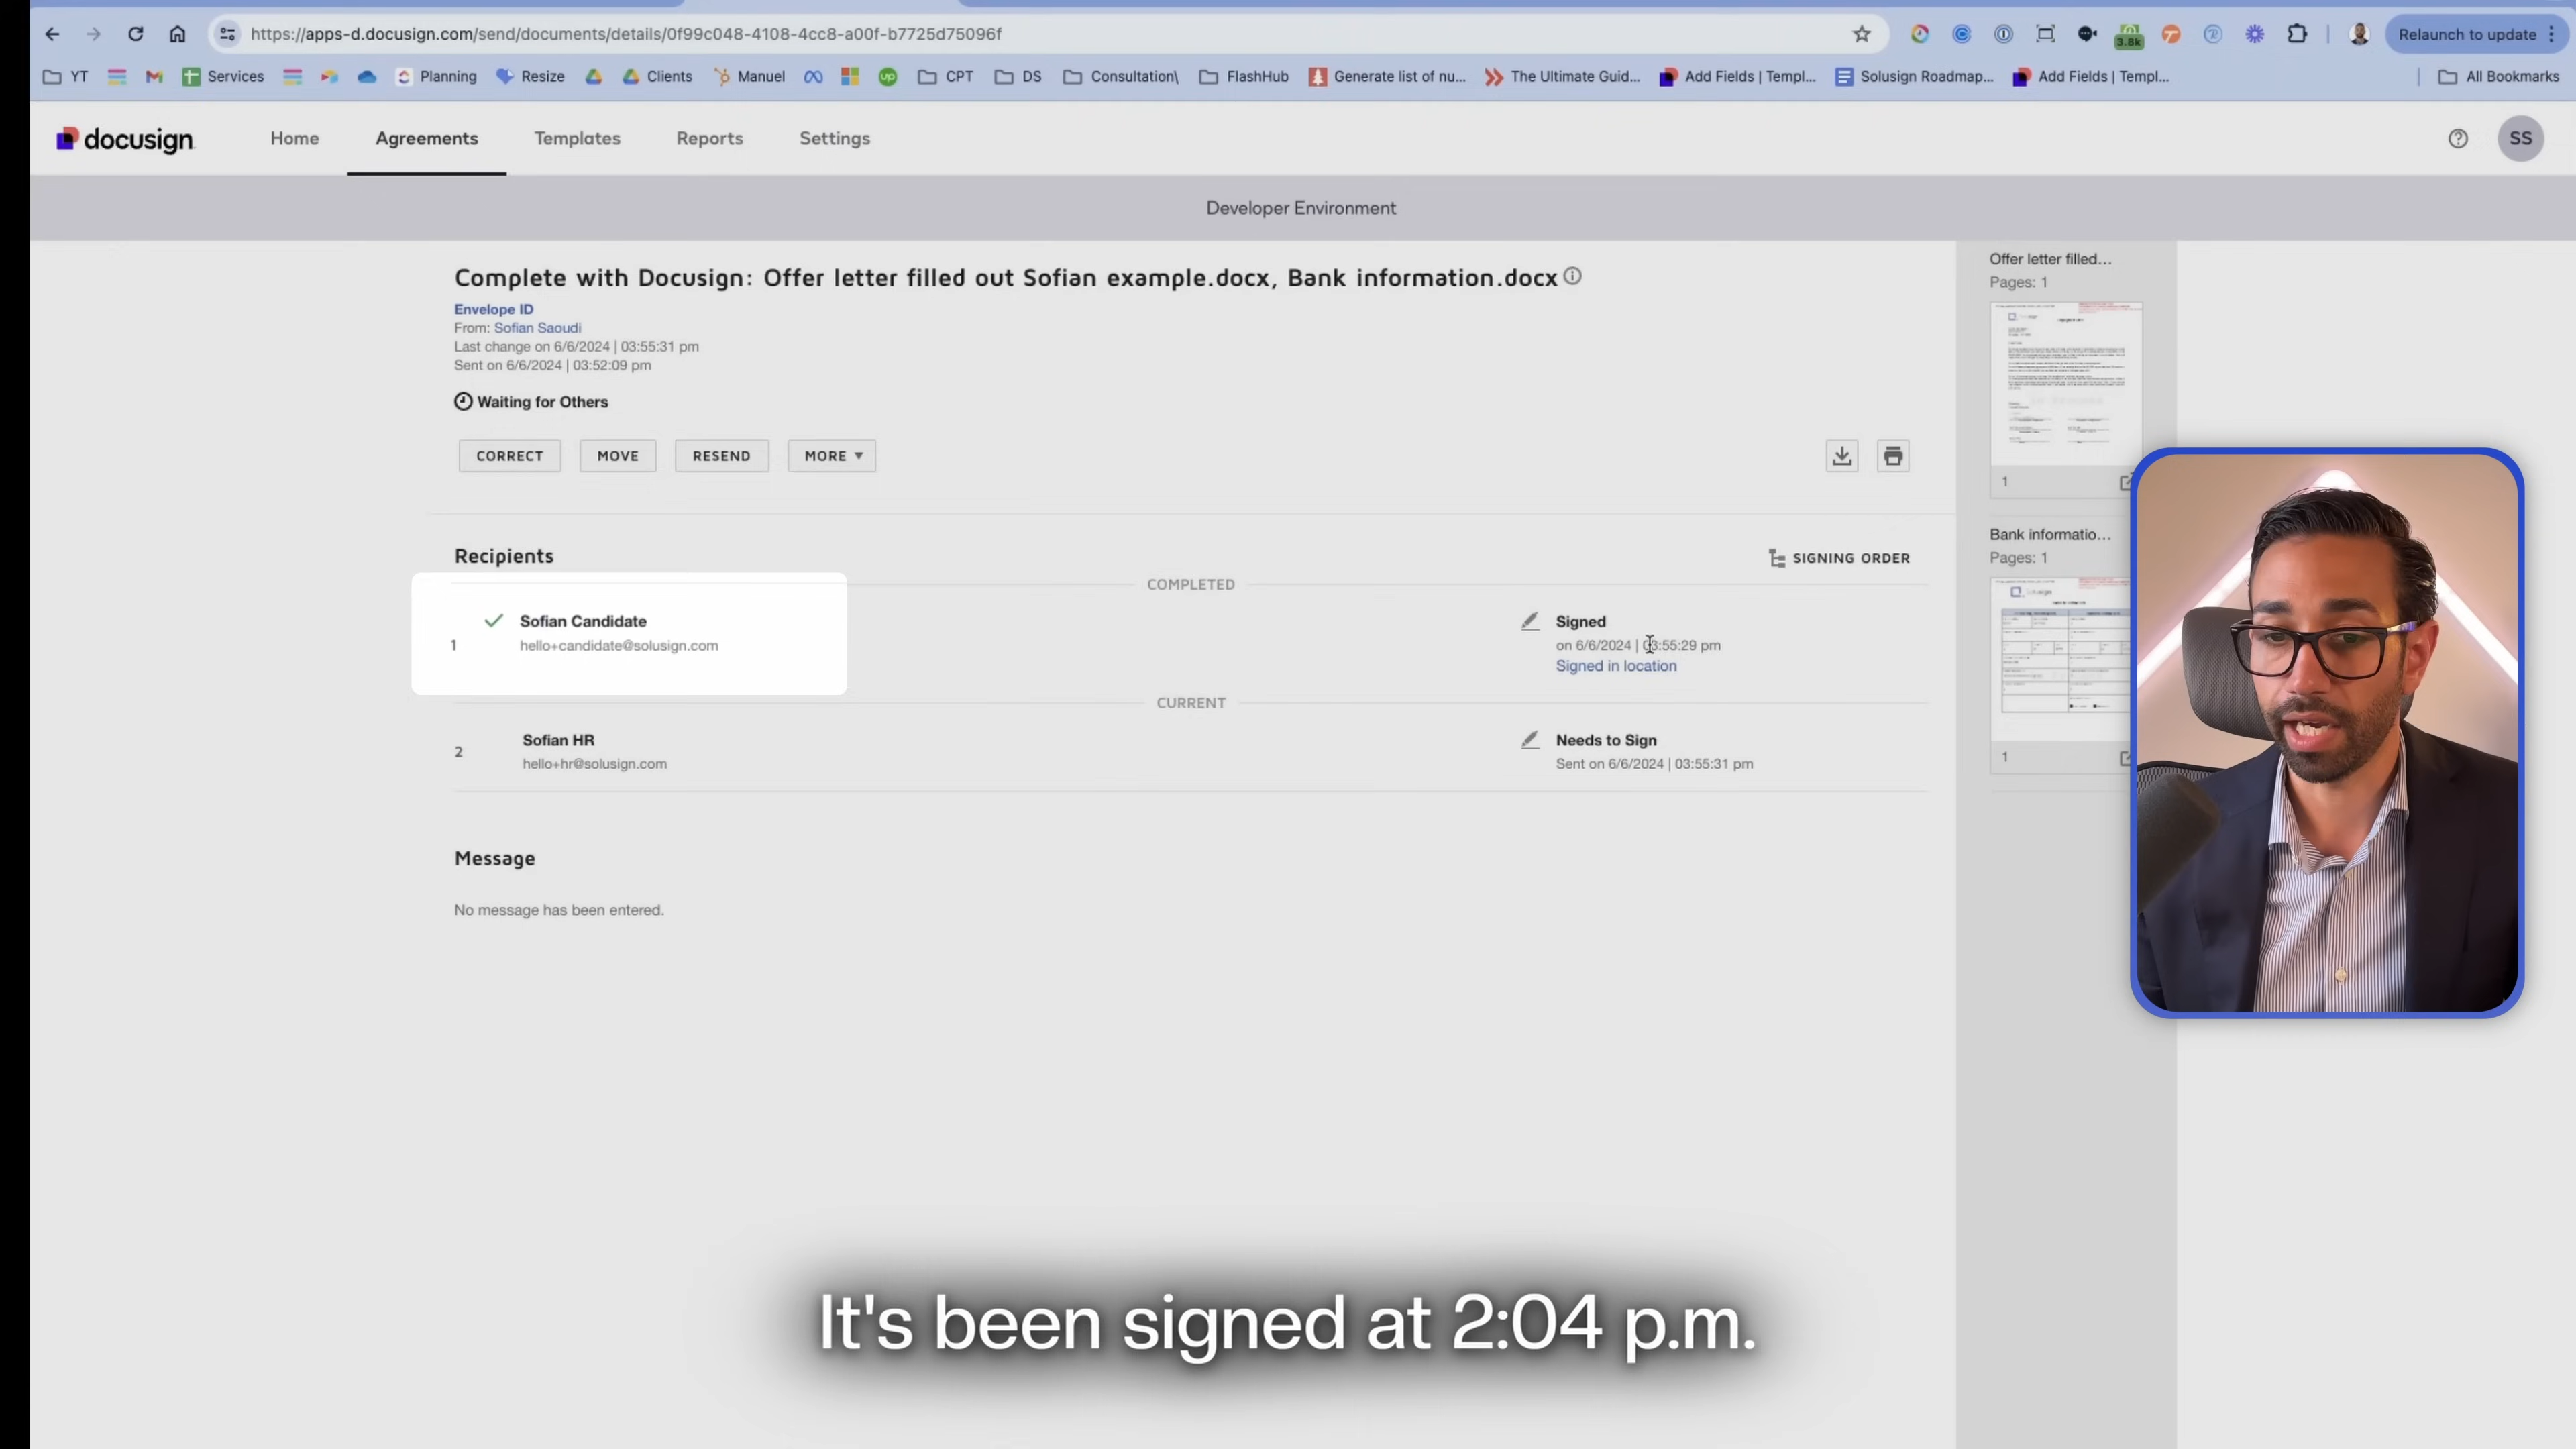 https://apps-d.docusign.com/send/documents/details/0f99c048-4108-4cc8-a00f-b7725d75096f
3.8k
Relaunch to update
YT
Services
Planning
Resize
Clients
Manuel
up
CPT
DS
Consultation\
FlashHub
Generate list of nu...
The Ultimate Guid...
Add Fields | Templ...
Solusign Roadmap...
Add Fields | Templ...
All Bookmarks
docusign
Home
Agreements
Templates
Reports
Settings
SS
Developer Environment
Complete with Docusign: Offer letter filled out Sofian example.docx, Bank information.docx
Envelope ID
From: Sofian Saoudi
Last change on 6/6/2024 | 03:55:31 pm
Sent on 6/6/2024 | 03:52:09 pm
Waiting for Others
CORRECT
MOVE
RESEND
MORE
Recipients
SIGNING ORDER
COMPLETED
1
Sofian Candidate
hello+candidate@solusign.com
Signed
on 6/6/2024 | 03:55:29 pm
Signed in location
CURRENT
2
Sofian HR
hello+hr@solusign.com
Needs to Sign
Sent on 6/6/2024 | 03:55:31 pm
Message
No message has been entered.
Offer letter filled...
Pages: 1
1
Bank informatio...
Pages: 1
1
It's been signed at 2:04 p.m.